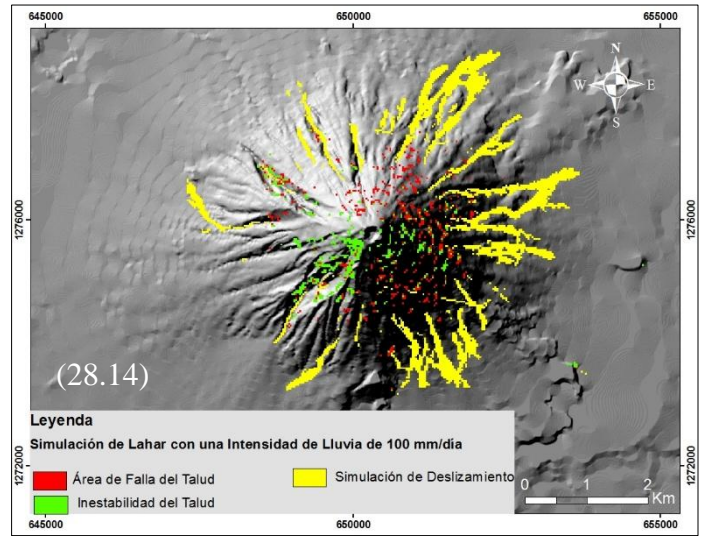 645000 650000 655000
N
W E
S
1276000 1276000
(28.14)
Leyenda
Simulación de Lahar con una Intensidad de Lluvia de 100 mm/día
Área de Falla del Talud
Simulación de Deslizamiento
Inestabilidad del Talud
1272000 1272000
0 1 2
Km
645000 650000 655000